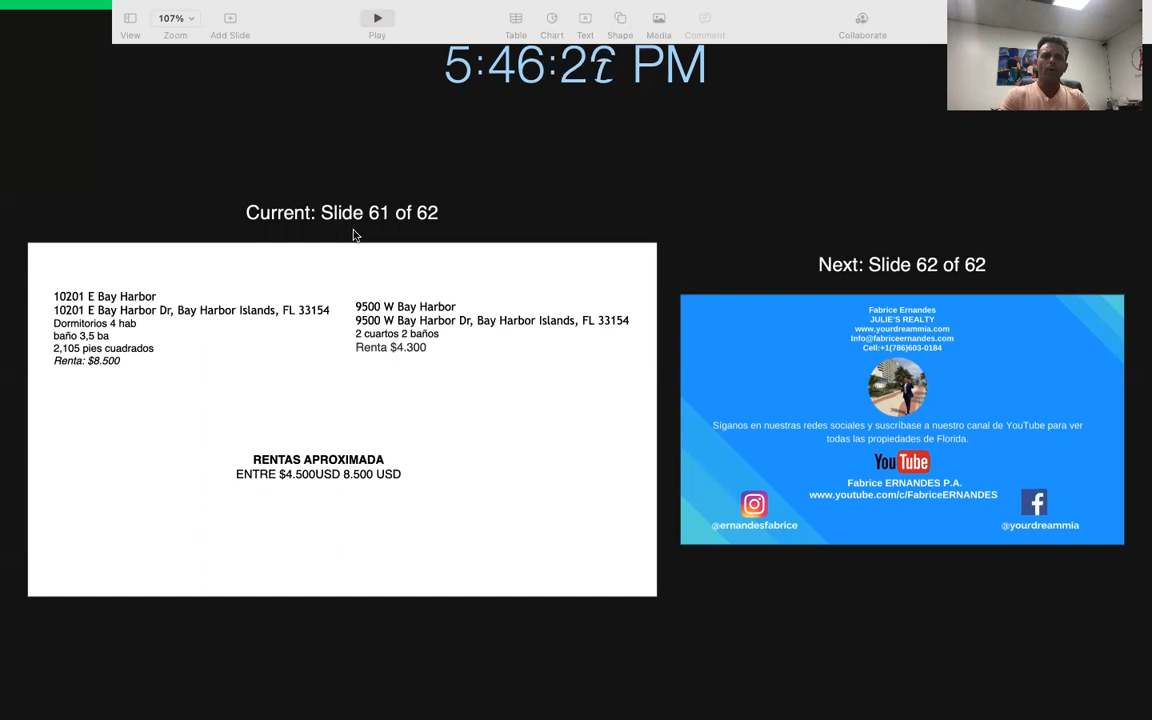 107%
View
Zoom
Add Slide
Play
Table
Chart
Text
Shape
Media
Comment
Collaborate
PM
Current: Slide 61 of 62
10201 E Bay Harbor
10201 E Bay Harbor Dr, Bay Harbor Islands, FL 33154
Dormitorios 4 hab
baño 3,5 ba
2,105 pies cuadrados
Renta: $8.500
9500 W Bay Harbor
9500 W Bay Harbor Dr, Bay Harbor Islands, FL 33154
2 cuartos 2 baños
Renta $4.300
RENTAS APROXIMADA
ENTRE $4.500USD 8.500 USD
Next: Slide 62 of 62
Fabrice Ernandes
JULIE'S REALTY
www.yourdreammia.com
Info@fabriceernandes.com
Cell:+1(786)603-0184
Síganos en nuestras redes sociales y suscríbase a nuestro canal de YouTube para ver
todas las propiedades de Florida.
YouTube
Fabrice ERNANDES P.A.
www.youtube.com/c/FabriceERNANDES
@ernandesfabrice
@yourdreammia